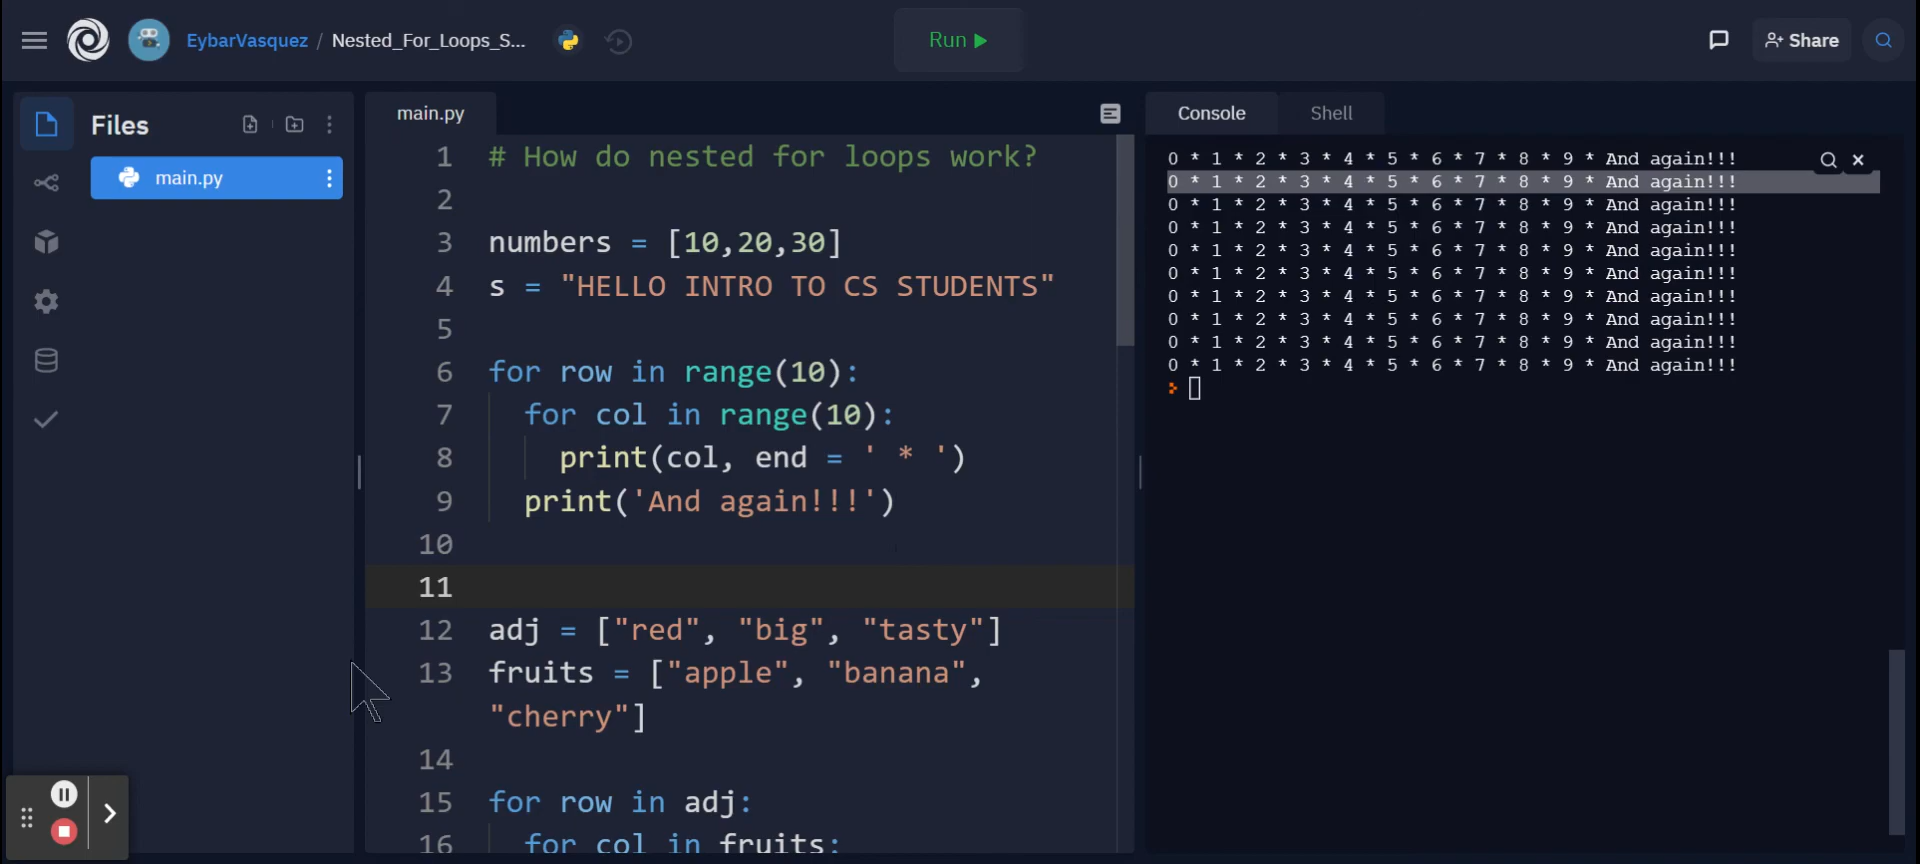 EybarVasquez / Nested_For_Loops_S...
Run
Share
Files
main.py
main.py
1 # How do nested for loops work?
2
3 numbers = [10,20,30]
4 s = "HELLO INTRO TO CS STUDENTS"
5
6 for row in range(10):
7 for col in range(10):
8 print(col, end = ' * ')
9 print('And again!!!')
10
11
12 adj = ["red", "big", "tasty"]
13 fruits = ["apple", "banana",
"cherry"]
14
15 for row in adj:
16 for col in fruits:
Console Shell
0 * 1 * 2 * 3 * 4 * 5 * 6 * 7 * 8 * 9 * And again!!!
0 * 1 * 2 * 3 * 4 * 5 * 6 * 7 * 8 * 9 * And again!!!
0 * 1 * 2 * 3 * 4 * 5 * 6 * 7 * 8 * 9 * And again!!!
0 * 1 * 2 * 3 * 4 * 5 * 6 * 7 * 8 * 9 * And again!!!
0 * 1 * 2 * 3 * 4 * 5 * 6 * 7 * 8 * 9 * And again!!!
0 * 1 * 2 * 3 * 4 * 5 * 6 * 7 * 8 * 9 * And again!!!
0 * 1 * 2 * 3 * 4 * 5 * 6 * 7 * 8 * 9 * And again!!!
0 * 1 * 2 * 3 * 4 * 5 * 6 * 7 * 8 * 9 * And again!!!
0 * 1 * 2 * 3 * 4 * 5 * 6 * 7 * 8 * 9 * And again!!!
0 * 1 * 2 * 3 * 4 * 5 * 6 * 7 * 8 * 9 * And again!!!